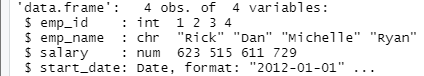 'data.frame':   4 obs. of  4 variables:
 $ emp_id    : int  1 2 3 4
 $ emp_name  : chr  "Rick" "Dan" "Michelle" "Ryan"
 $ salary    : num  623 515 611 729
 $ start_date: Date, format: "2012-01-01" ...